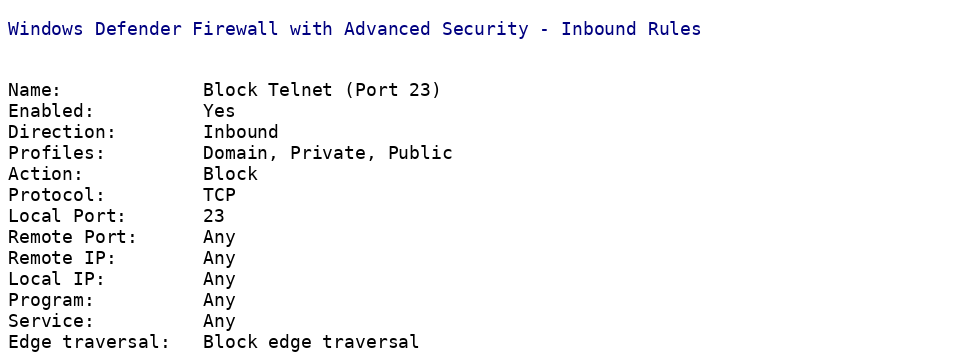 Windows Defender Firewall with Advanced Security - Inbound Rules
Name: Block Telnet (Port 23)
Enabled: Yes
Direction: Inbound
Profiles: Domain, Private, Public
Action: Block
Protocol: TCP
Local Port: 23
Remote Port: Any
Remote IP: Any
Local IP: Any
Program: Any
Service: Any
Edge traversal: Block edge traversal